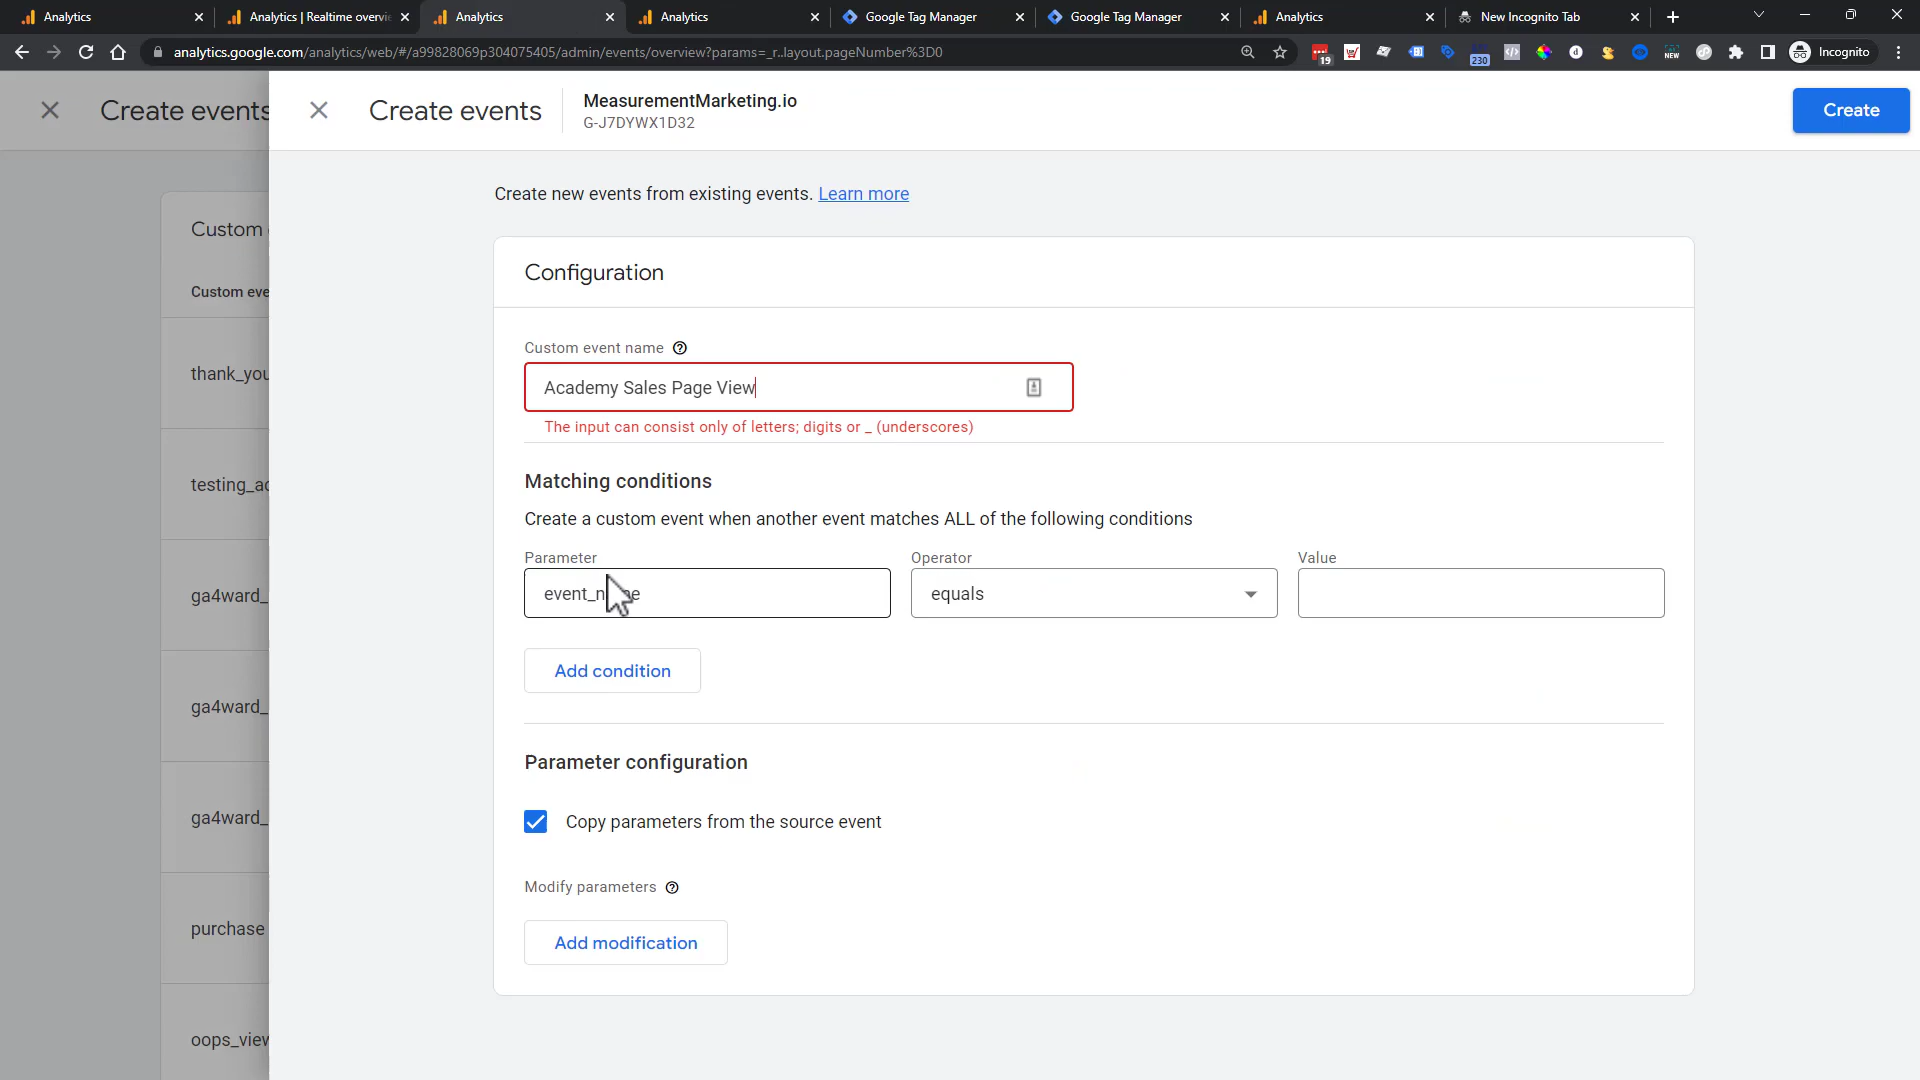 Analytics
Analytics | Realtime overvi
Analytics
Analytics
Google Tag Manager
Google Tag Manager
Analytics
New Incognito Tab
analytics.google.com/analytics/web/#/a99828069p304075405/admin/events/overview?params=_r..layout.pageNumber%3D0
19
230
NEW
Incognito
Create events
Create events
MeasurementMarketing.io
G-J7DYWX1D32
Create
Create new events from existing events. Learn more
Custom
Configuration
Custom eve
Custom event name
thank_you
Academy Sales Page View
The input can consist only of letters; digits or _ (underscores)
testing_ac
Matching conditions
Create a custom event when another event matches ALL of the following conditions
Parameter
Operator
Value
ga4ward_
equals
Add condition
ga4ward_
Parameter configuration
ga4ward_
Copy parameters from the source event
Modify parameters
purchase
Add modification
oops_view